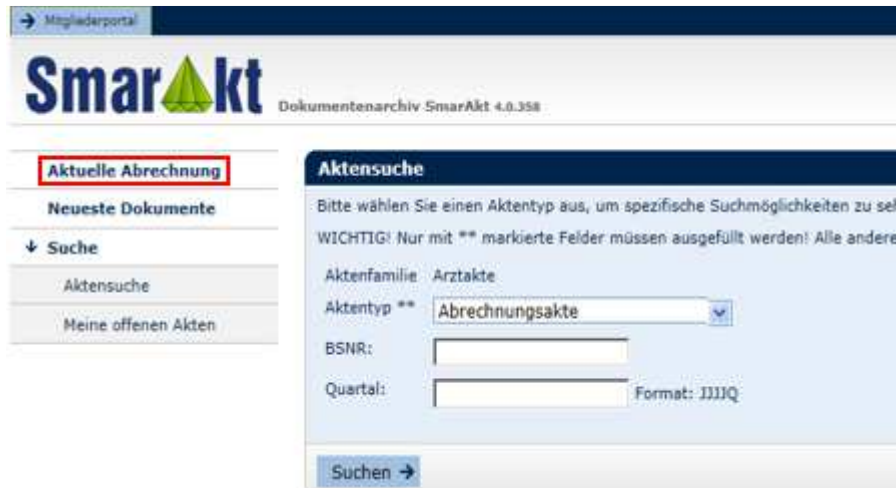 Mitgliederportal
SmarAkt
Dokumentenarchiv SmarAkt 4.0.358
Aktuelle Abrechnung
Neueste Dokumente
Suche
Aktensuche
Meine offenen Akten
Aktensuche
Bitte wählen Sie einen Aktentyp aus, um spezifische Suchmöglichkeiten zu se
WICHTIG! Nur mit ** markierte Felder müssen ausgefüllt werden! Alle andere
Aktenfamilie Arztakte
Aktentyp ** Abrechnungsakte
BSNR:
Quartal: Format: JJJJQ
Suchen